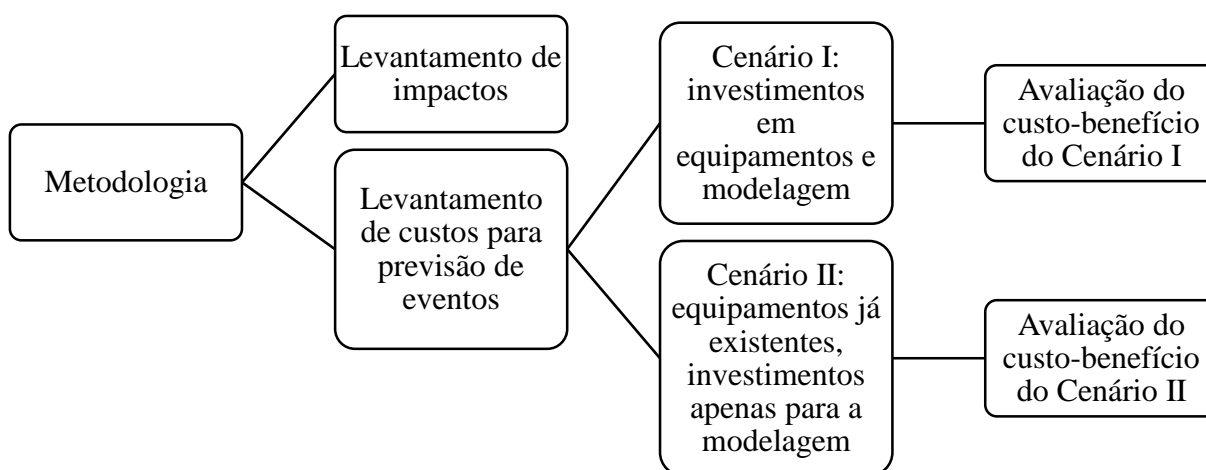 Metodologia
Levantamento de
impactos
Levantamento
de custos para
previsão de
eventos
Cenário I:
investimentos
em
equipamentos e
modelagem
Cenário II:
equipamentos já
existentes,
investimentos
apenas para a
modelagem
Avaliação do
custo-benefício
do Cenário I
Avaliação do
custo-benefício
do Cenário II